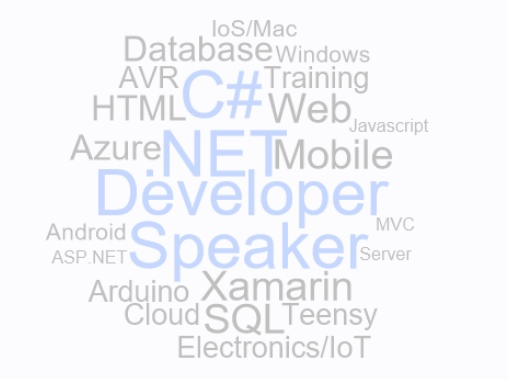 IoS/Mac
Database Windows
AVR C# Training
HTML Web
Javascript
Azure .NET Mobile
Developer
Android Speaker MVC
ASP.NET Server
Arduino Xamarin
Cloud SQL Teensy
Electronics/IoT